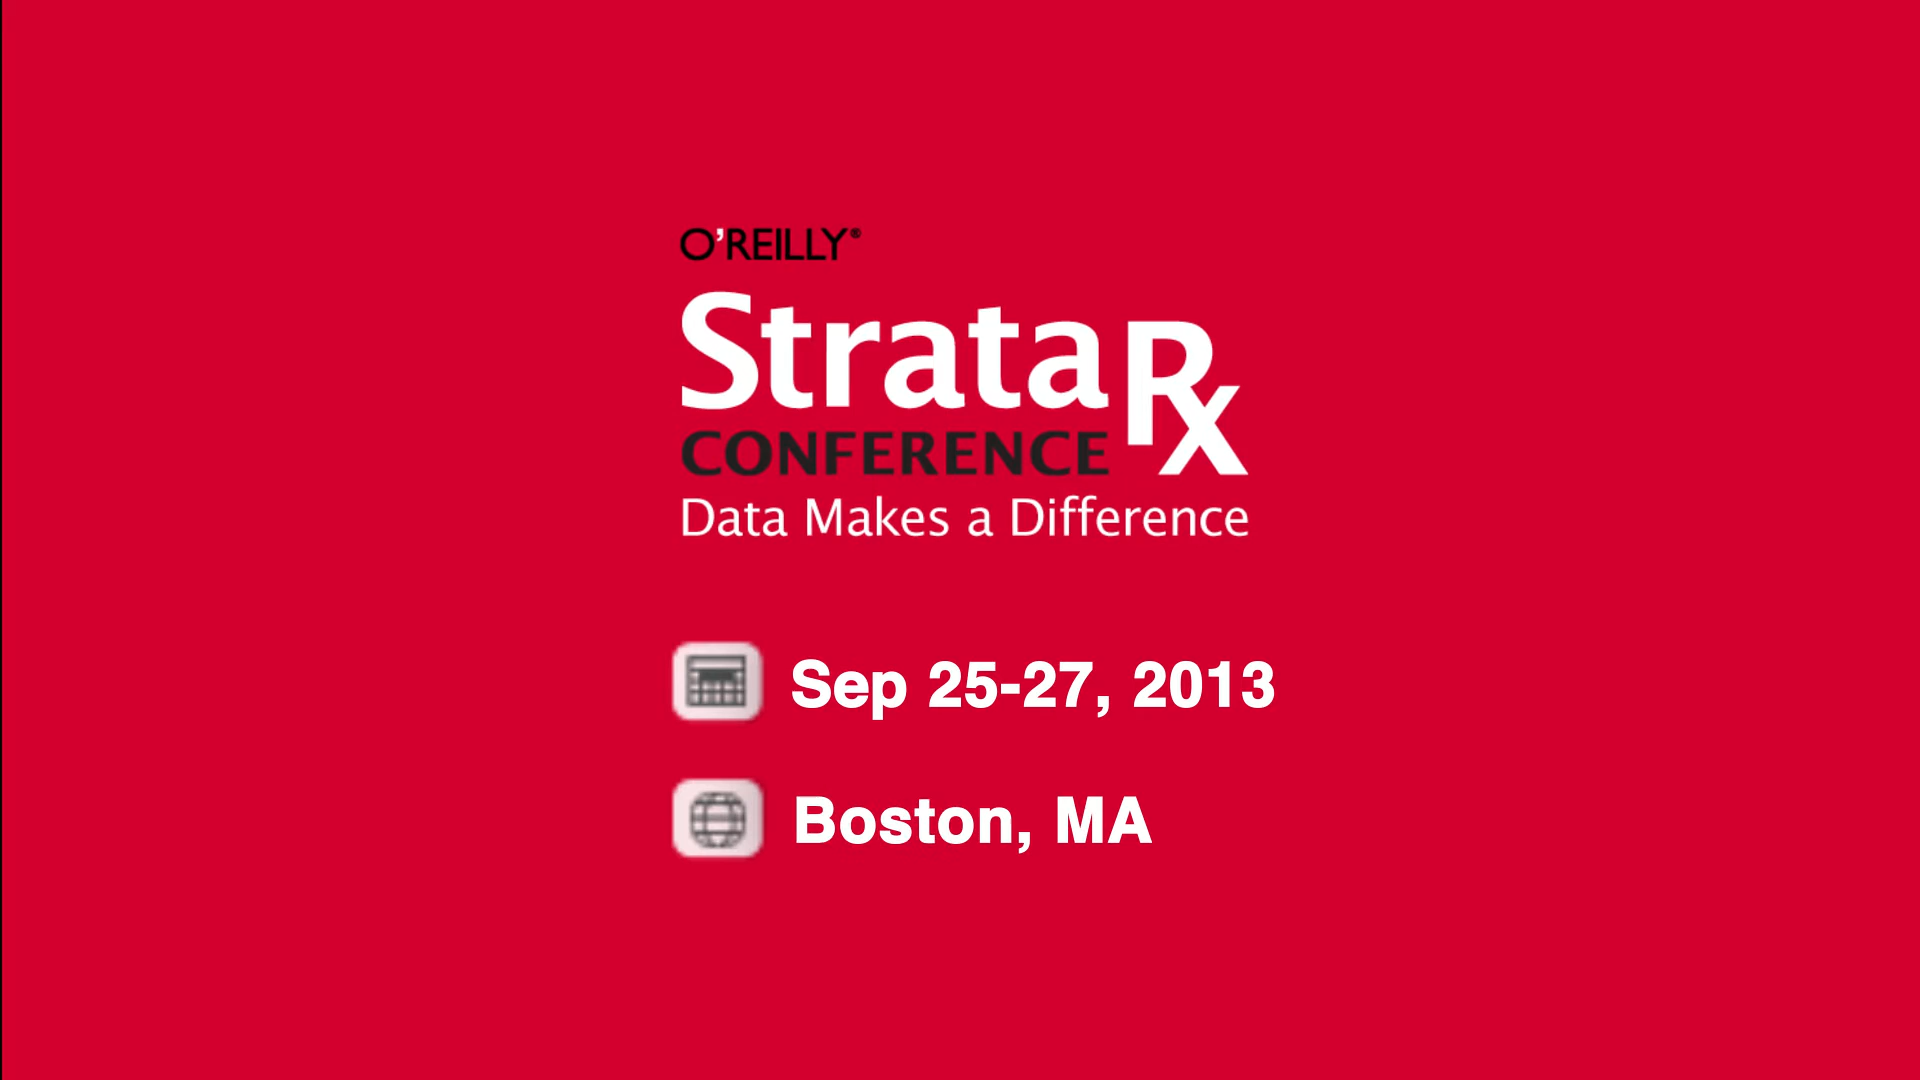 O'REILLY®
Strata Rx
CONFERENCE
Data Makes a Difference
Sep 25-27, 2013
Boston, MA